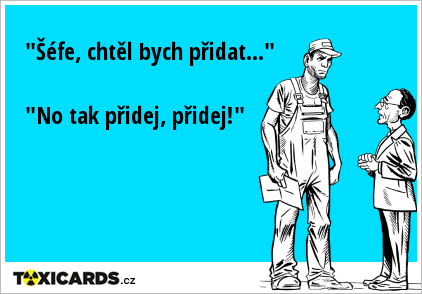 "Šéfe, chtěl bych přidat..."
"No tak přidej, přidej!"
TOXICARDS.cz